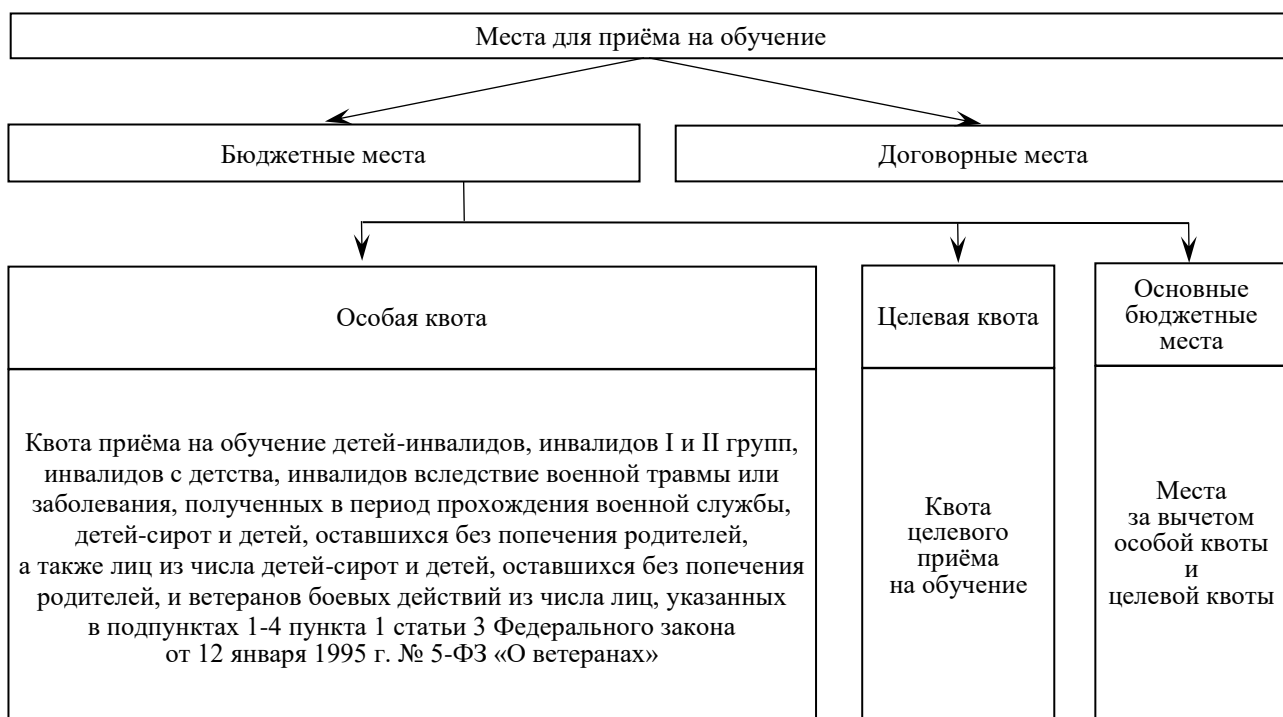 Места для приёма на обучение
Бюджетные места
Договорные места
Особая квота
Целевая квота
Основные
бюджетные
места
Квота приёма на обучение детей-инвалидов, инвалидов I и II групп,
инвалидов с детства, инвалидов вследствие военной травмы или
заболевания, полученных в период прохождения военной службы,
детей-сирот и детей, оставшихся без попечения родителей,
а также лиц из числа детей-сирот и детей, оставшихся без попечения
родителей, и ветеранов боевых действий из числа лиц, указанных
в подпунктах 1-4 пункта 1 статьи 3 Федерального закона
от 12 января 1995 г. № 5-ФЗ «О ветеранах»
Квота
целевого
приёма
на обучение
Места
за вычетом
особой квоты
и
целевой квоты